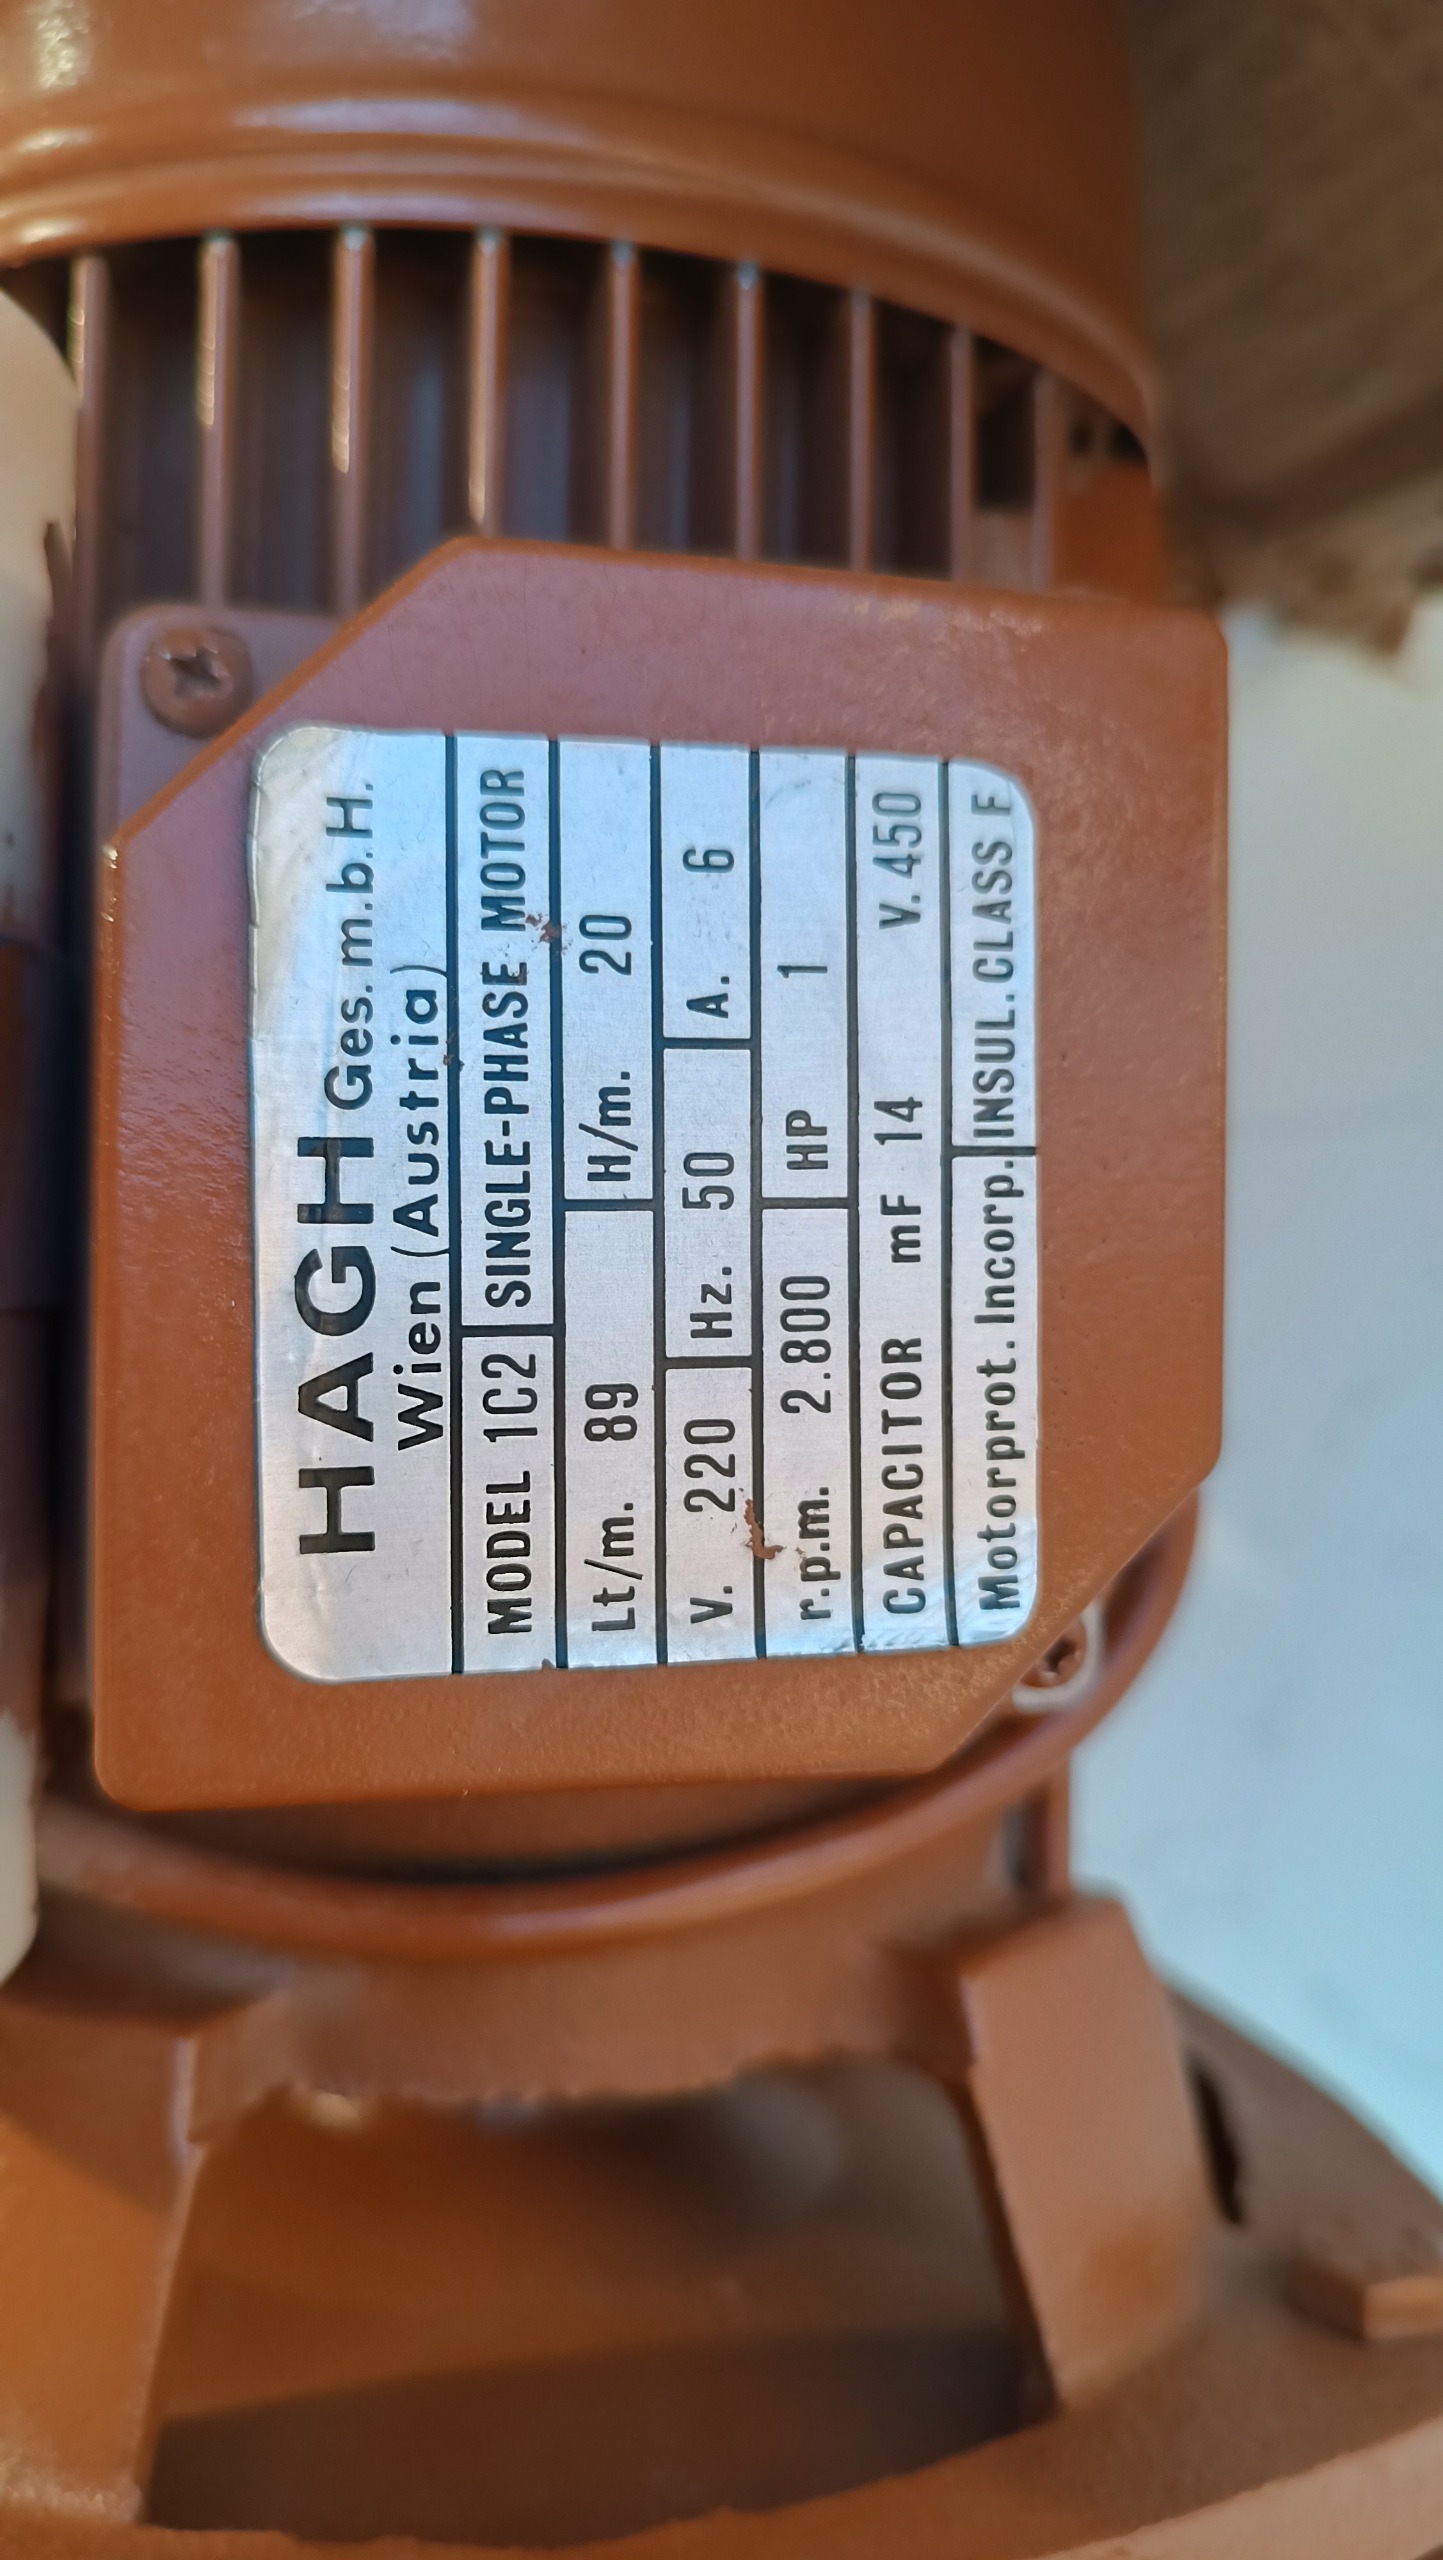 HAGH Ges.m.b.H.
Wien (Austria)
MODEL 1C2 SINGLE-PHASE MOTOR
Lt/m. 89 H/m. 20
V. 220 Hz. 50 A. 6
r.p.m. 2.800 HP 1
CAPACITOR mF 14 V. 450
Motorprot. Incorp. INSUL. CLASS F